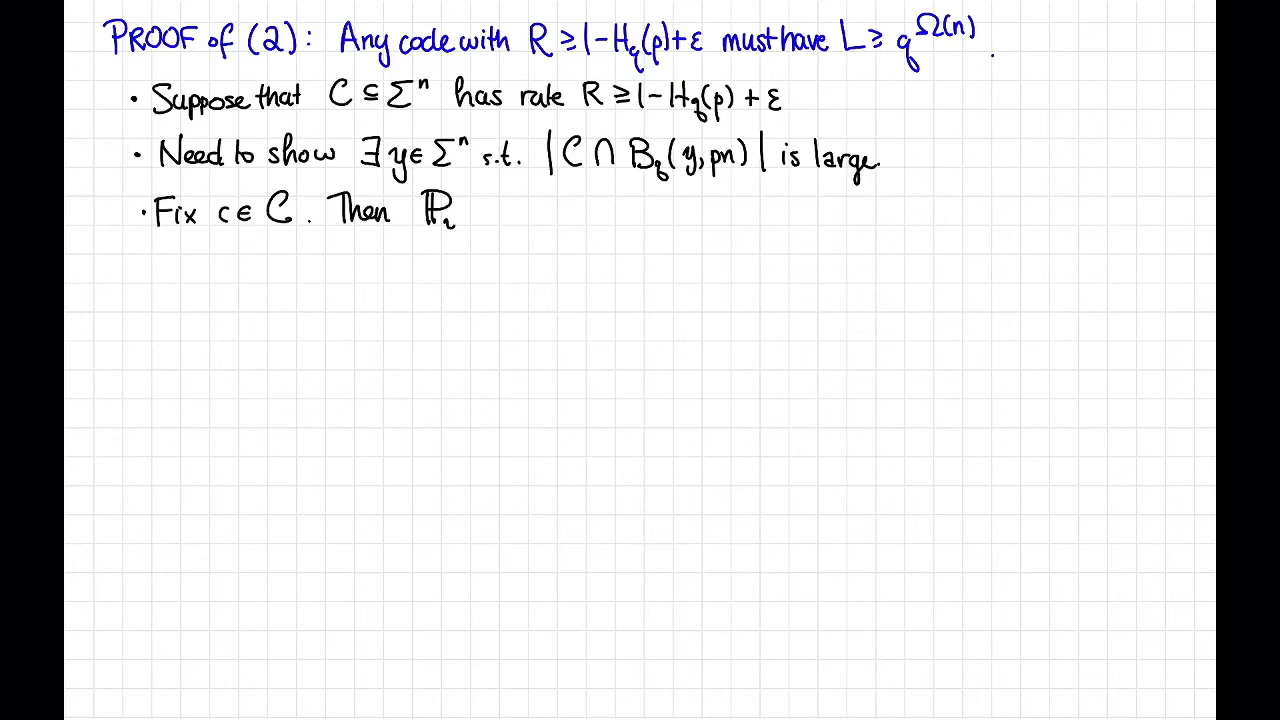 PROOF of (2): Any code with R ≥ 1-H_q(p)+ε must have L ≥ q^Ω(n).
• Suppose that C ⊆ Σ^n has rate R ≥ 1-H_q(p) + ε
• Need to show ∃ y ∈ Σ^n s.t. |C ∩ B_q(y, pn)| is large.
• Fix c ∈ C. Then ℙr